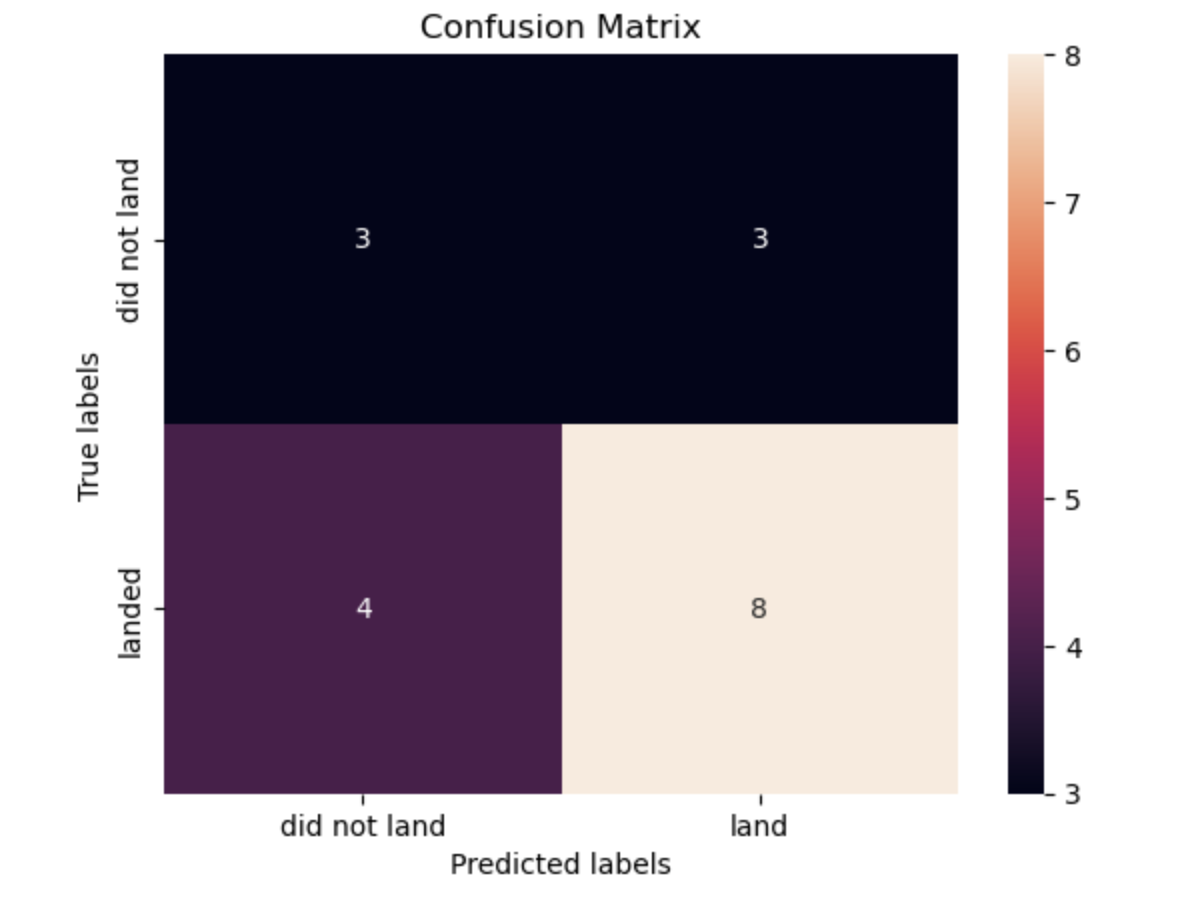 Confusion Matrix
did not land
landed
True labels
3 3
4 8
did not land land
Predicted labels
8
7
6
5
4
3